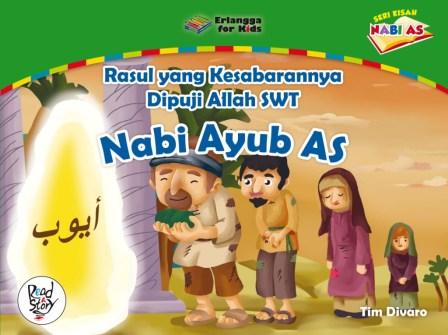 Erlangga
for Kids
SERI KISAH
NABI AS
Rasul yang Kesabarannya
Dipuji Allah SWT
Nabi Ayub AS
أيوب
Read
A
Story
Tim Divaro